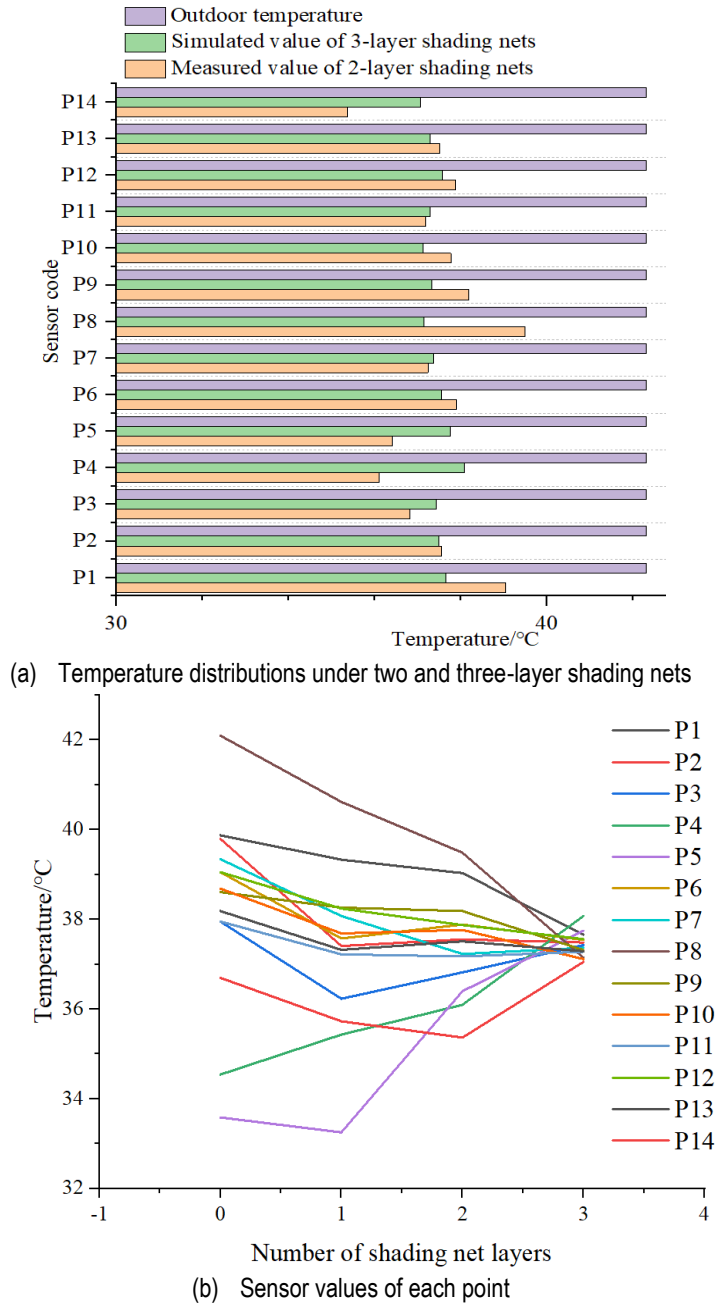 Outdoor temperature
Simulated value of 3-layer shading nets
Measured value of 2-layer shading nets
P14
P13
P12
P11
P10
P9
P8
P7
P6
P5
P4
P3
P2
P1
Sensor code
30
40
Temperature/°C
(a) Temperature distributions under two and three-layer shading nets
42
40
38
36
34
32
Temperature/°C
-1
0
1
2
3
4
P1
P2
P3
P4
P5
P6
P7
P8
P9
P10
P11
P12
P13
P14
Number of shading net layers
(b) Sensor values of each point